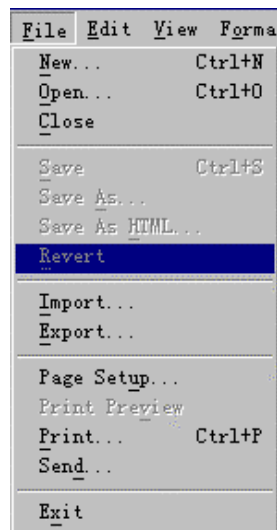 File Edit View Forma
New... Ctrl+N
Open... Ctrl+O
Close
Save Ctrl+S
Save As...
Save As HTML...
Revert
Import...
Export...
Page Setup...
Print Preview
Print... Ctrl+P
Send...
Exit